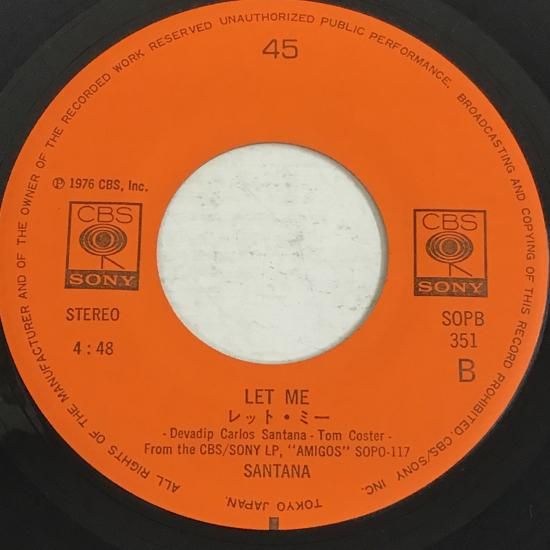 ALL RIGHTS OF THE MANUFACTURER AND OF THE OWNER OF THE RECORDED WORK RESERVED UNAUTHORIZED PUBLIC PERFORMANCE. BROADCASTING AND COPYING OF THIS RECORD PROHIBITED. CBS/SONY INC.
TOKYO JAPAN.
45
℗ 1976 CBS, Inc.
CBS
SONY
STEREO
4:48
CBS
SONY
SOPB
351
B
LET ME
レット・ミー
- Devadip Carlos Santana - Tom Coster -
From the CBS/SONY LP, "AMIGOS" SOPO-117
SANTANA